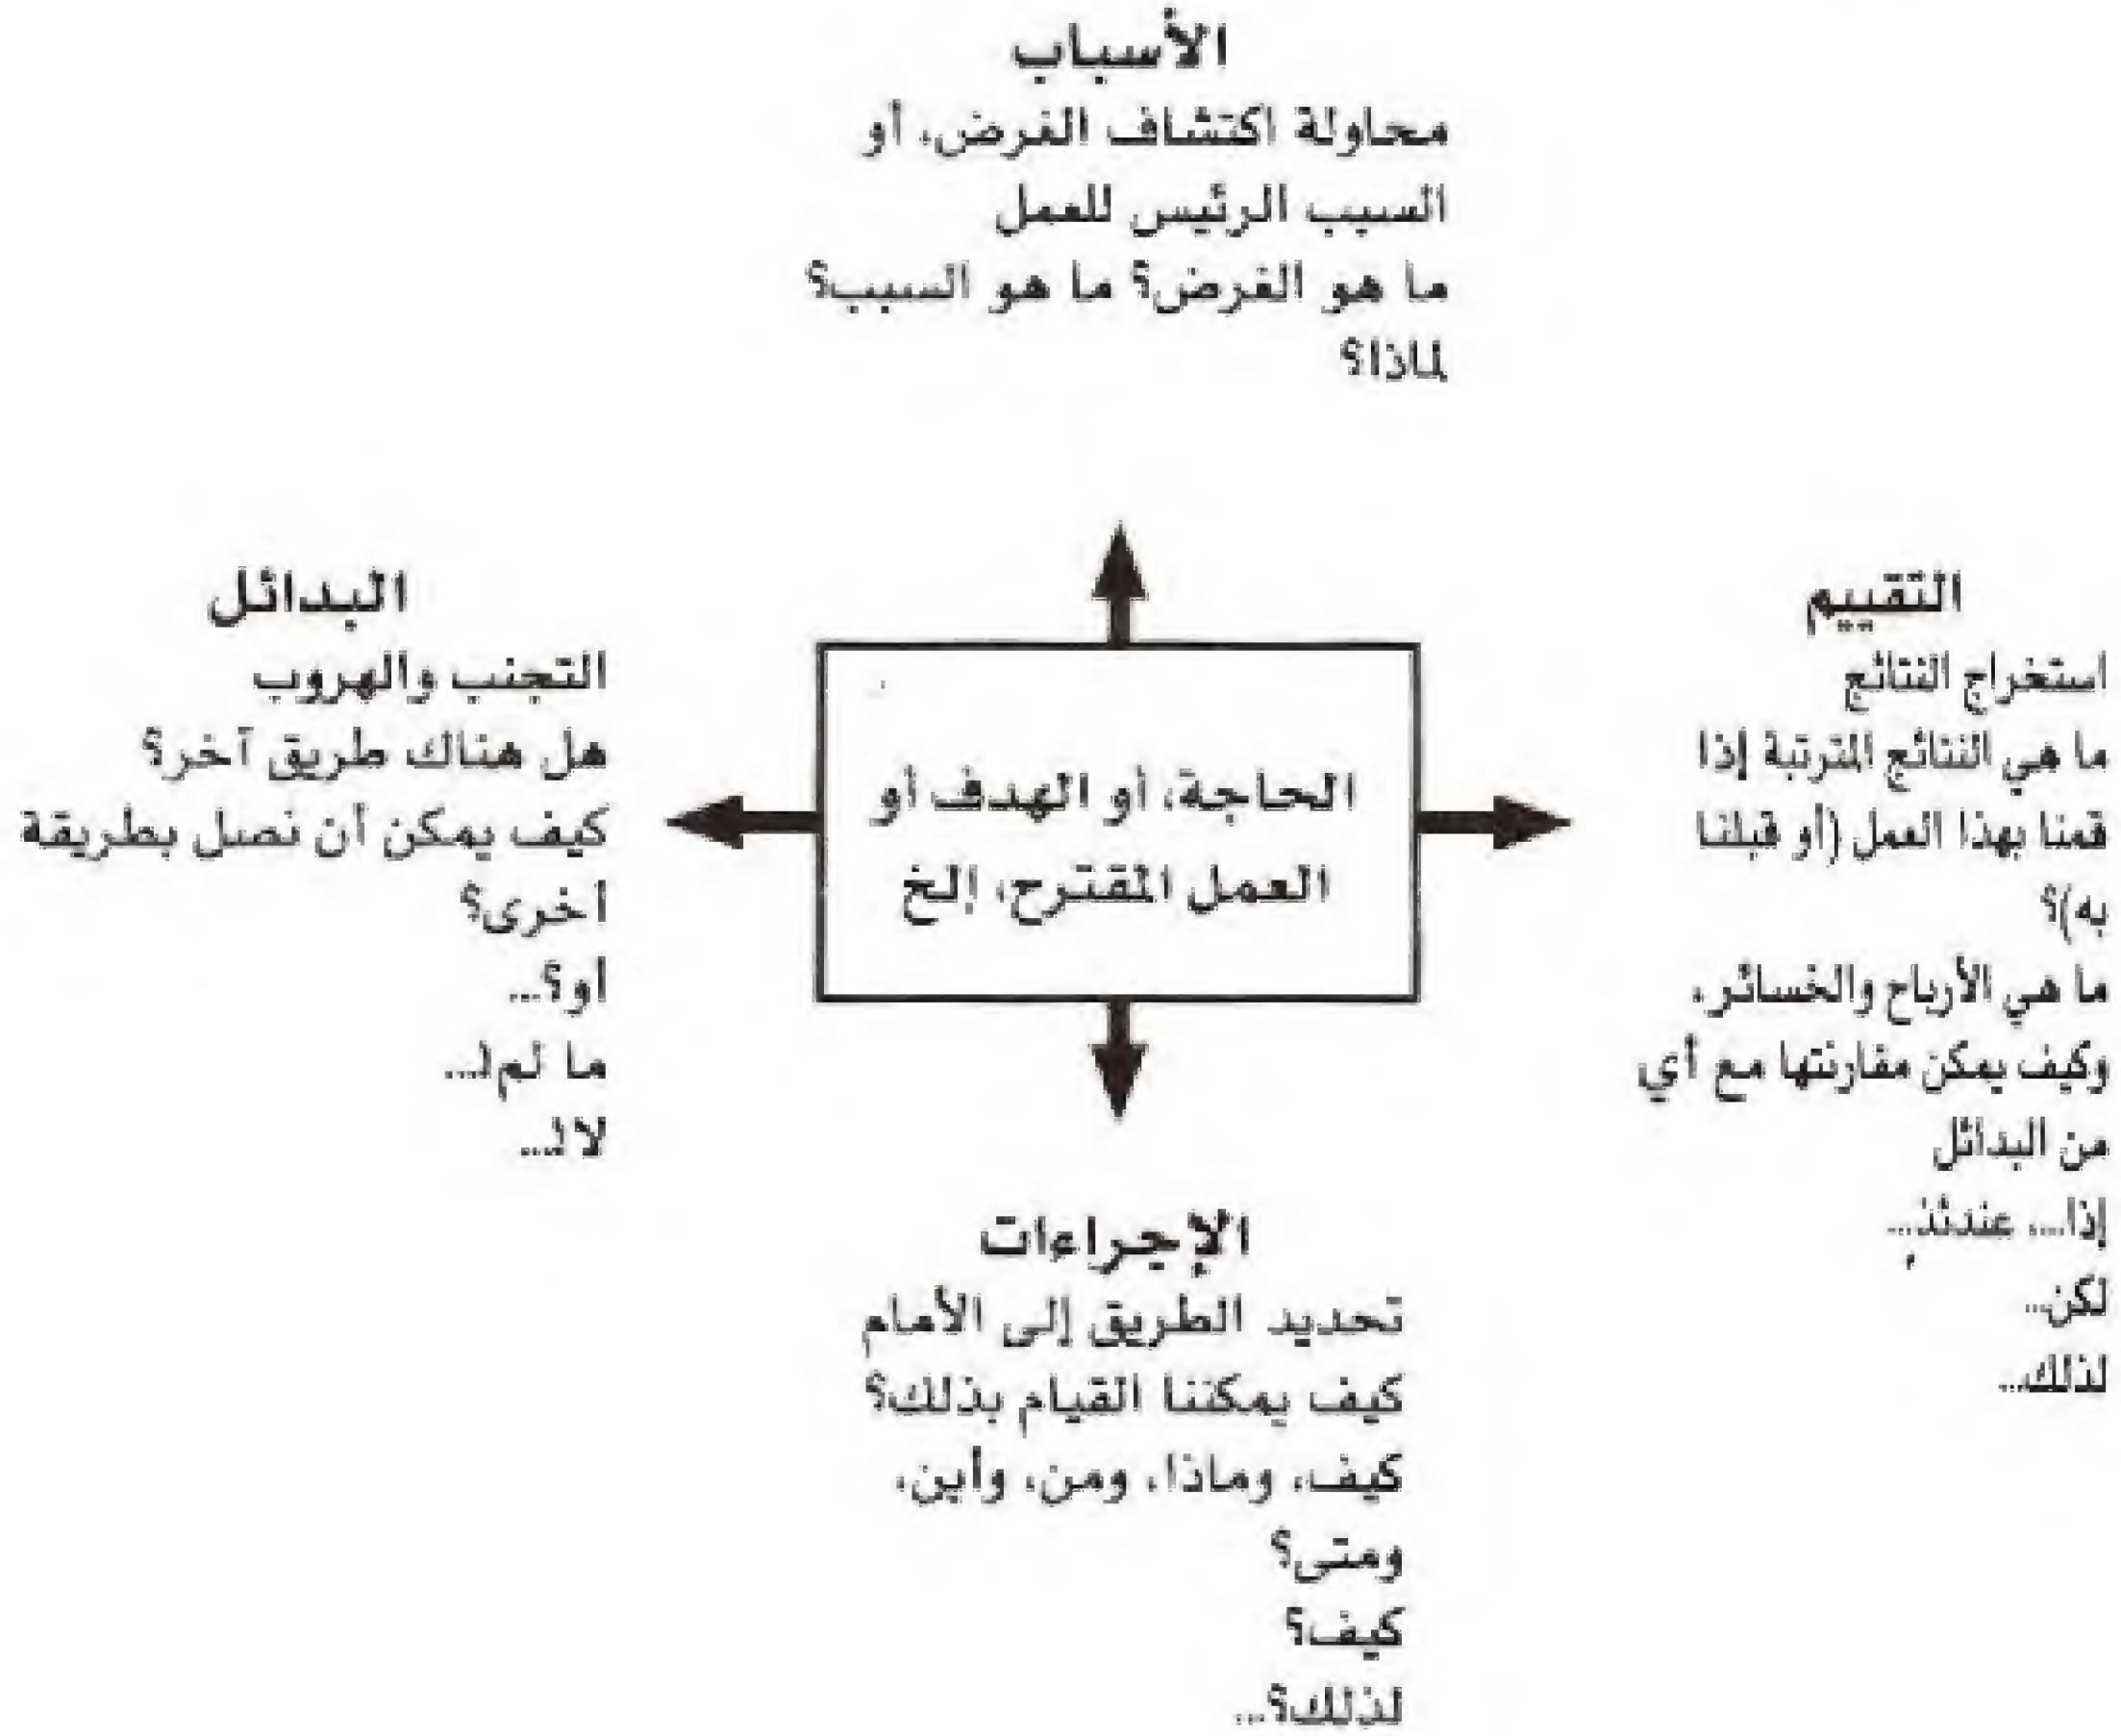 الأسباب
محاولة اكتشاف الغرض، أو
السبب الرئيس للعمل
ما هو الغرض؟ ما هو السبب؟
لماذا؟
التقييم
استخراج النتائج
ما هي النتائج المترتبة إذا
قمنا بهذا العمل (أو قبلنا
به)؟
ما هي الأرباح والخسائر،
وكيف يمكن مقارنتها مع أي
من البدائل
إذا...، عندئذٍ...
لكن...
لذلك...
الحاجة، أو الهدف أو
العمل المقترح، إلخ
البدائل
التجنب والهروب
هل هناك طريق آخر؟
كيف يمكن أن نصل بطريقة
أخرى؟
أو؟...
ما لم!...
لا!...
الإجراءات
تحديد الطريق إلى الأمام
كيف يمكننا القيام بذلك؟
كيف، وماذا، ومن، وأين،
ومتى؟
كيف؟
لذلك؟...